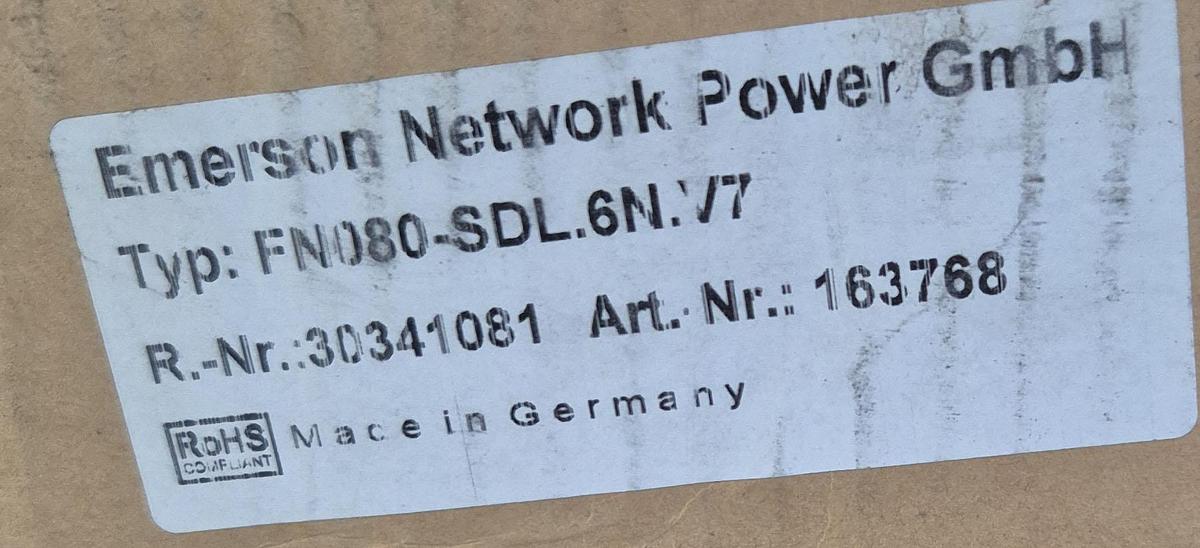 Emerson Network Power GmbH
Typ: FN080-SDL.6N.V7
R.-Nr.:30341081 Art.-Nr.: 163768
RoHS
COMPLIANT
Made in Germany